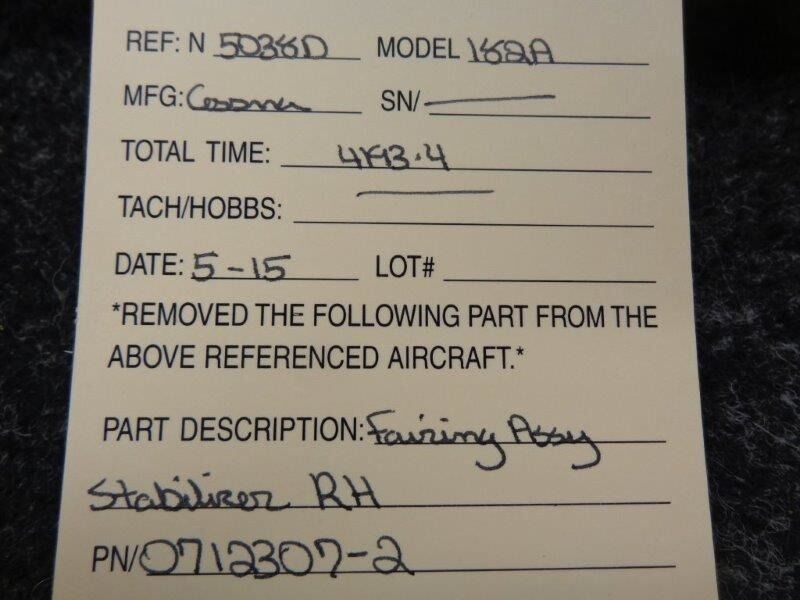 REF: N 5038D MODEL 182A
MFG: Cessna SN/ —
TOTAL TIME: 4193.4
TACH/HOBBS: —
DATE: 5-15 LOT#
*REMOVED THE FOLLOWING PART FROM THE
ABOVE REFERENCED AIRCRAFT.*
PART DESCRIPTION: Fairing Assy
Stabilizer RH
PN/ 0712307-2